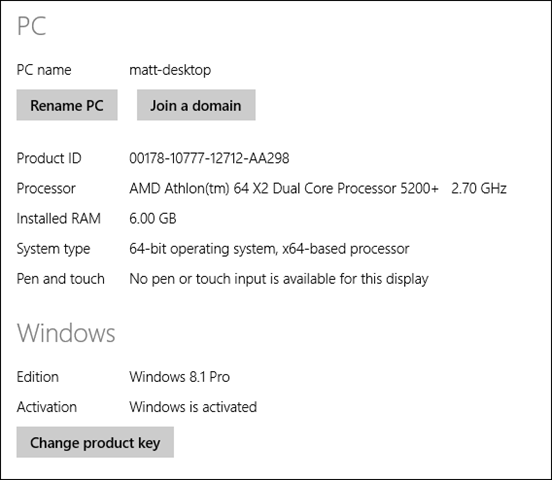 PC
PC name matt-desktop
Rename PC Join a domain
Product ID 00178-10777-12712-AA298
Processor AMD Athlon(tm) 64 X2 Dual Core Processor 5200+ 2.70 GHz
Installed RAM 6.00 GB
System type 64-bit operating system, x64-based processor
Pen and touch No pen or touch input is available for this display
Windows
Edition Windows 8.1 Pro
Activation Windows is activated
Change product key